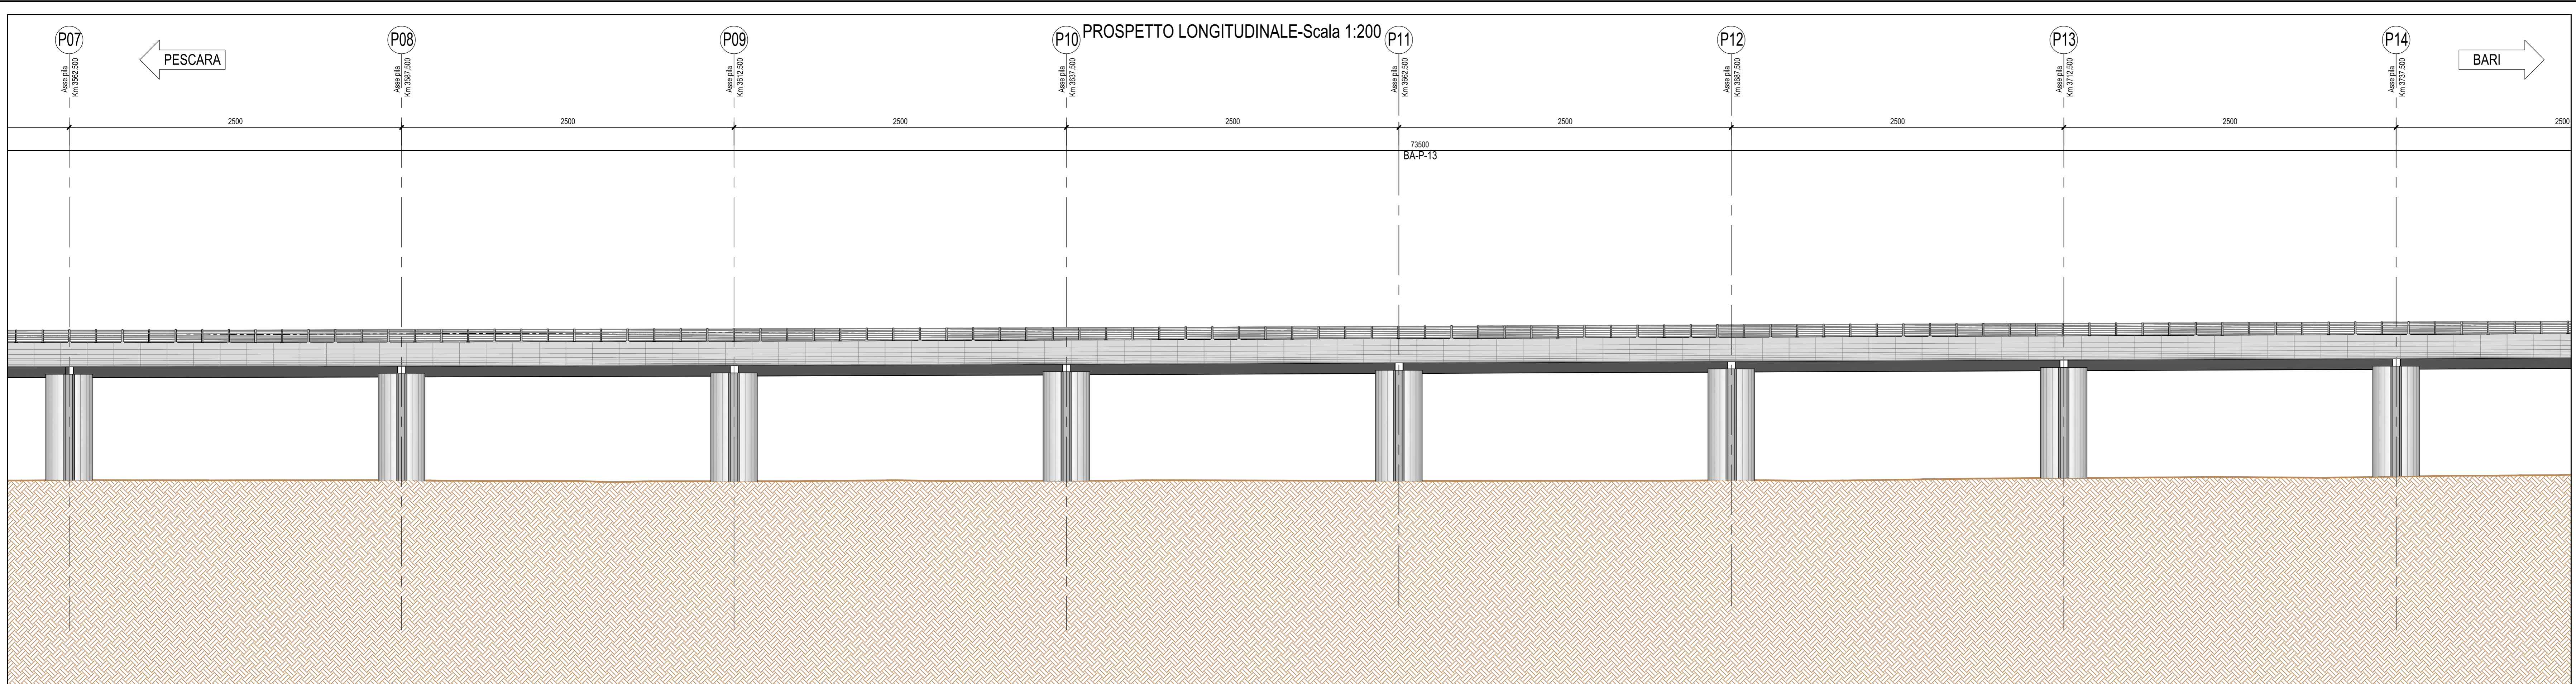 PROSPETTO LONGITUDINALE-Scala 1:200
P07
P08
P09
P10
P11
P12
P13
P14
PESCARA
BARI
Asse pila
Km 3562.500
Asse pila
Km 3587.500
Asse pila
Km 3612.500
Asse pila
Km 3637.500
Asse pila
Km 3662.500
Asse pila
Km 3687.500
Asse pila
Km 3712.500
Asse pila
Km 3737.500
2500
2500
2500
2500
2500
2500
2500
2500
73500
BA-P-13